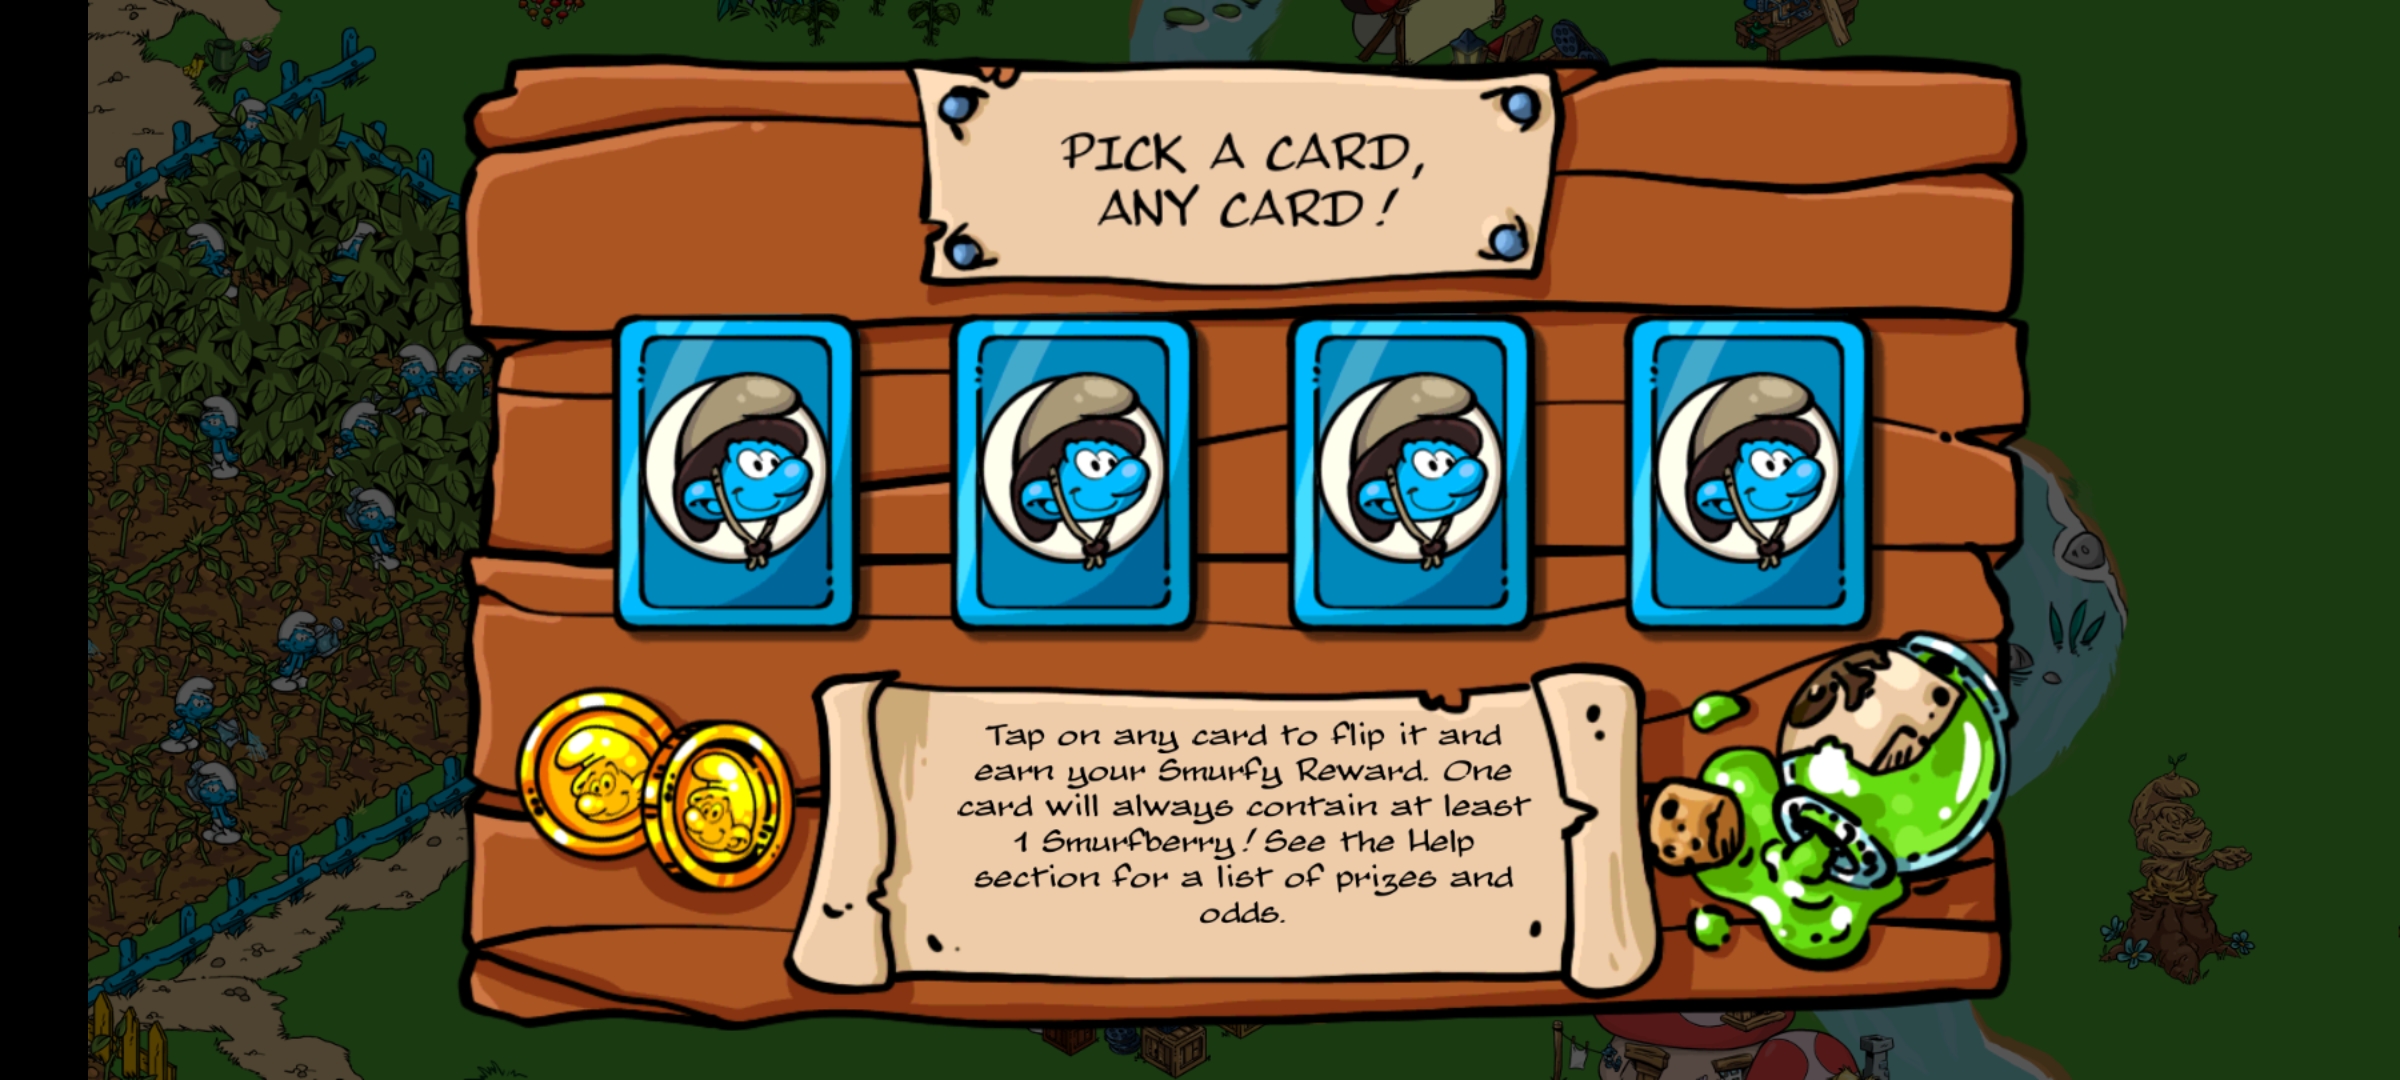 PICK A CARD,
ANY CARD!
Tap on any card to flip it and
earn your Smurfy Reward. One
card will always contain at least
1 Smurfberry! See the Help
section for a list of prizes and
odds.